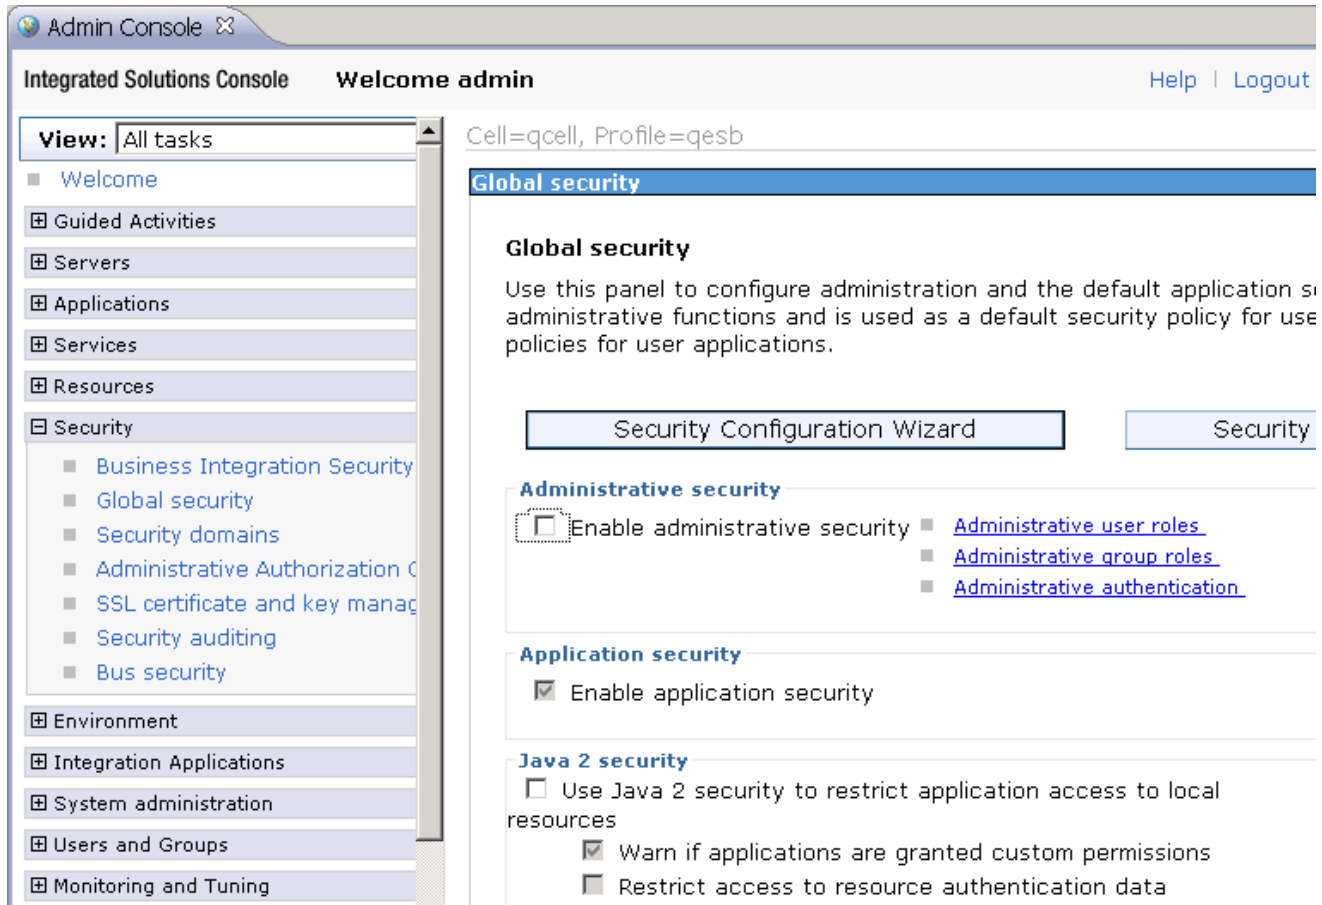 Admin Console
Integrated Solutions Console Welcome admin Help | Logout
View: All tasks
Welcome
Guided Activities
Servers
Applications
Services
Resources
Security
Business Integration Security
Global security
Security domains
Administrative Authorization
SSL certificate and key manag
Security auditing
Bus security
Environment
Integration Applications
System administration
Users and Groups
Monitoring and Tuning
Cell=qcell, Profile=qesb
Global security
Global security
Use this panel to configure administration and the default application s
administrative functions and is used as a default security policy for use
policies for user applications.
Security Configuration Wizard Security
Administrative security
Enable administrative security
Administrative user roles
Administrative group roles
Administrative authentication
Application security
Enable application security
Java 2 security
Use Java 2 security to restrict application access to local
resources
Warn if applications are granted custom permissions
Restrict access to resource authentication data